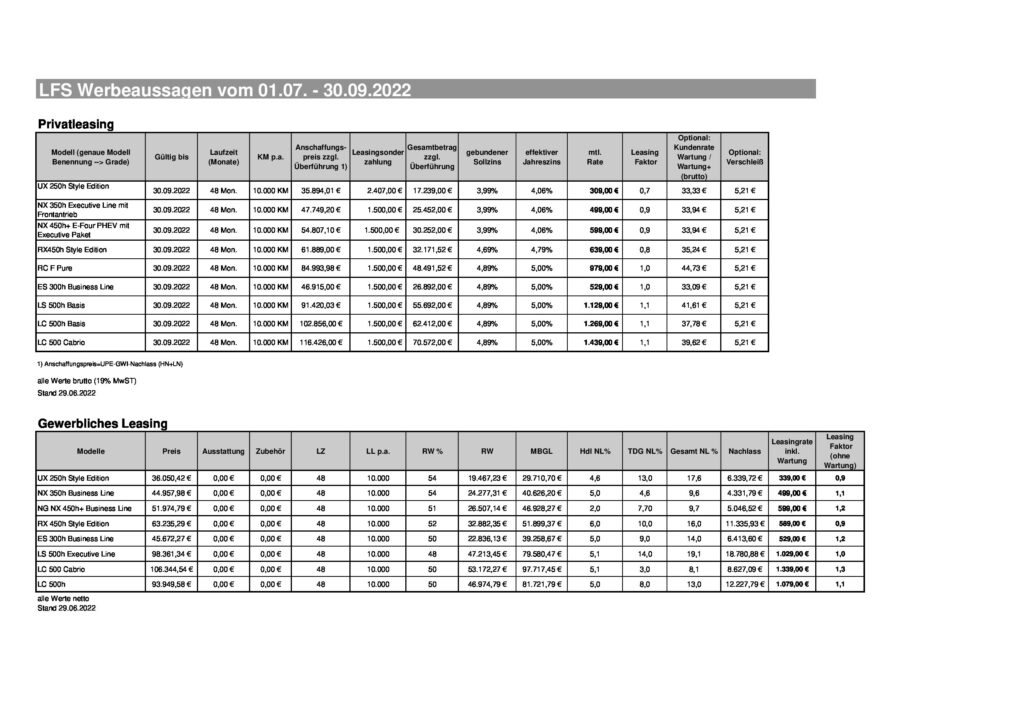 LFS Werbeaussagen vom 01.07. - 30.09.2022
Privatleasing
Modell (genaue Modell Benennung --> Grade) Gültig bis Laufzeit (Monate) KM p.a. Anschaffungs-preis zzgl. Überführung 1) Leasingsonder zahlung Gesamtbetrag zzgl. Überführung gebundener Sollzins effektiver Jahreszins mtl. Rate Leasing Faktor Optional: Kundenrate Wartung / Wartung+ (brutto) Optional: Verschleiß
UX 250h Style Edition 30.09.2022 48 Mon. 10.000 KM 35.894,01 € 2.407,00 € 17.239,00 € 3,99% 4,06% 309,00 € 0,7 33,33 € 5,21 €
NX 350h Executive Line mit Frontantrieb 30.09.2022 48 Mon. 10.000 KM 47.749,20 € 1.500,00 € 25.452,00 € 3,99% 4,06% 499,00 € 0,9 33,94 € 5,21 €
NX 450h+ E-Four PHEV mit Executive Paket 30.09.2022 48 Mon. 10.000 KM 54.807,10 € 1.500,00 € 30.252,00 € 3,99% 4,06% 599,00 € 0,9 33,94 € 5,21 €
RX450h Style Edition 30.09.2022 48 Mon. 10.000 KM 61.889,00 € 1.500,00 € 32.171,52 € 4,69% 4,79% 639,00 € 0,8 35,24 € 5,21 €
RC F Pure 30.09.2022 48 Mon. 10.000 KM 84.993,98 € 1.500,00 € 48.491,52 € 4,89% 5,00% 979,00 € 1,0 44,73 € 5,21 €
ES 300h Business Line 30.09.2022 48 Mon. 10.000 KM 46.915,00 € 1.500,00 € 26.892,00 € 4,89% 5,00% 529,00 € 1,0 33,09 € 5,21 €
LS 500h Basis 30.09.2022 48 Mon. 10.000 KM 91.420,03 € 1.500,00 € 55.692,00 € 4,89% 5,00% 1.129,00 € 1,1 41,61 € 5,21 €
LC 500h Basis 30.09.2022 48 Mon. 10.000 KM 102.856,00 € 1.500,00 € 62.412,00 € 4,89% 5,00% 1.269,00 € 1,1 37,78 € 5,21 €
LC 500 Cabrio 30.09.2022 48 Mon. 10.000 KM 116.426,00 € 1.500,00 € 70.572,00 € 4,89% 5,00% 1.439,00 € 1,1 39,62 € 5,21 €
1) Anschaffungspreis=UPE-GWI-Nachlass (HN+LN)
alle Werte brutto (19% MwST)
Stand 29.06.2022
Gewerbliches Leasing
Modelle Preis Ausstattung Zubehör LZ LL p.a. RW % RW MBGL Hdl NL% TDG NL% Gesamt NL % Nachlass Leasingrate inkl. Wartung Leasing Faktor (ohne Wartung)
UX 250h Style Edition 36.050,42 € 0,00 € 0,00 € 48 10.000 54 19.467,23 € 29.710,70 € 4,6 13,0 17,6 6.339,72 € 339,00 € 0,9
NX 350h Business Line 44.957,98 € 0,00 € 0,00 € 48 10.000 54 24.277,31 € 40.626,20 € 5,0 4,6 9,6 4.331,79 € 499,00 € 1,1
NG NX 450h+ Business Line 51.974,79 € 0,00 € 0,00 € 48 10.000 51 26.507,14 € 46.928,27 € 2,0 7,70 9,7 5.046,52 € 599,00 € 1,2
RX 450h Style Edition 63.235,29 € 0,00 € 0,00 € 48 10.000 52 32.882,35 € 51.899,37 € 6,0 10,0 16,0 11.335,93 € 589,00 € 0,9
ES 300h Business Line 45.672,27 € 0,00 € 0,00 € 48 10.000 50 22.836,13 € 39.258,67 € 5,0 9,0 14,0 6.413,60 € 529,00 € 1,2
LS 500h Executive Line 98.361,34 € 0,00 € 0,00 € 48 10.000 48 47.213,45 € 79.580,47 € 5,1 14,0 19,1 18.780,88 € 1.029,00 € 1,0
LC 500 Cabrio 106.344,54 € 0,00 € 0,00 € 48 10.000 50 53.172,27 € 97.717,45 € 5,1 3,0 8,1 8.627,09 € 1.339,00 € 1,3
LC 500h 93.949,58 € 0,00 € 0,00 € 48 10.000 50 46.974,79 € 81.721,79 € 5,0 8,0 13,0 12.227,79 € 1.079,00 € 1,1
alle Werte netto
Stand 29.06.2022